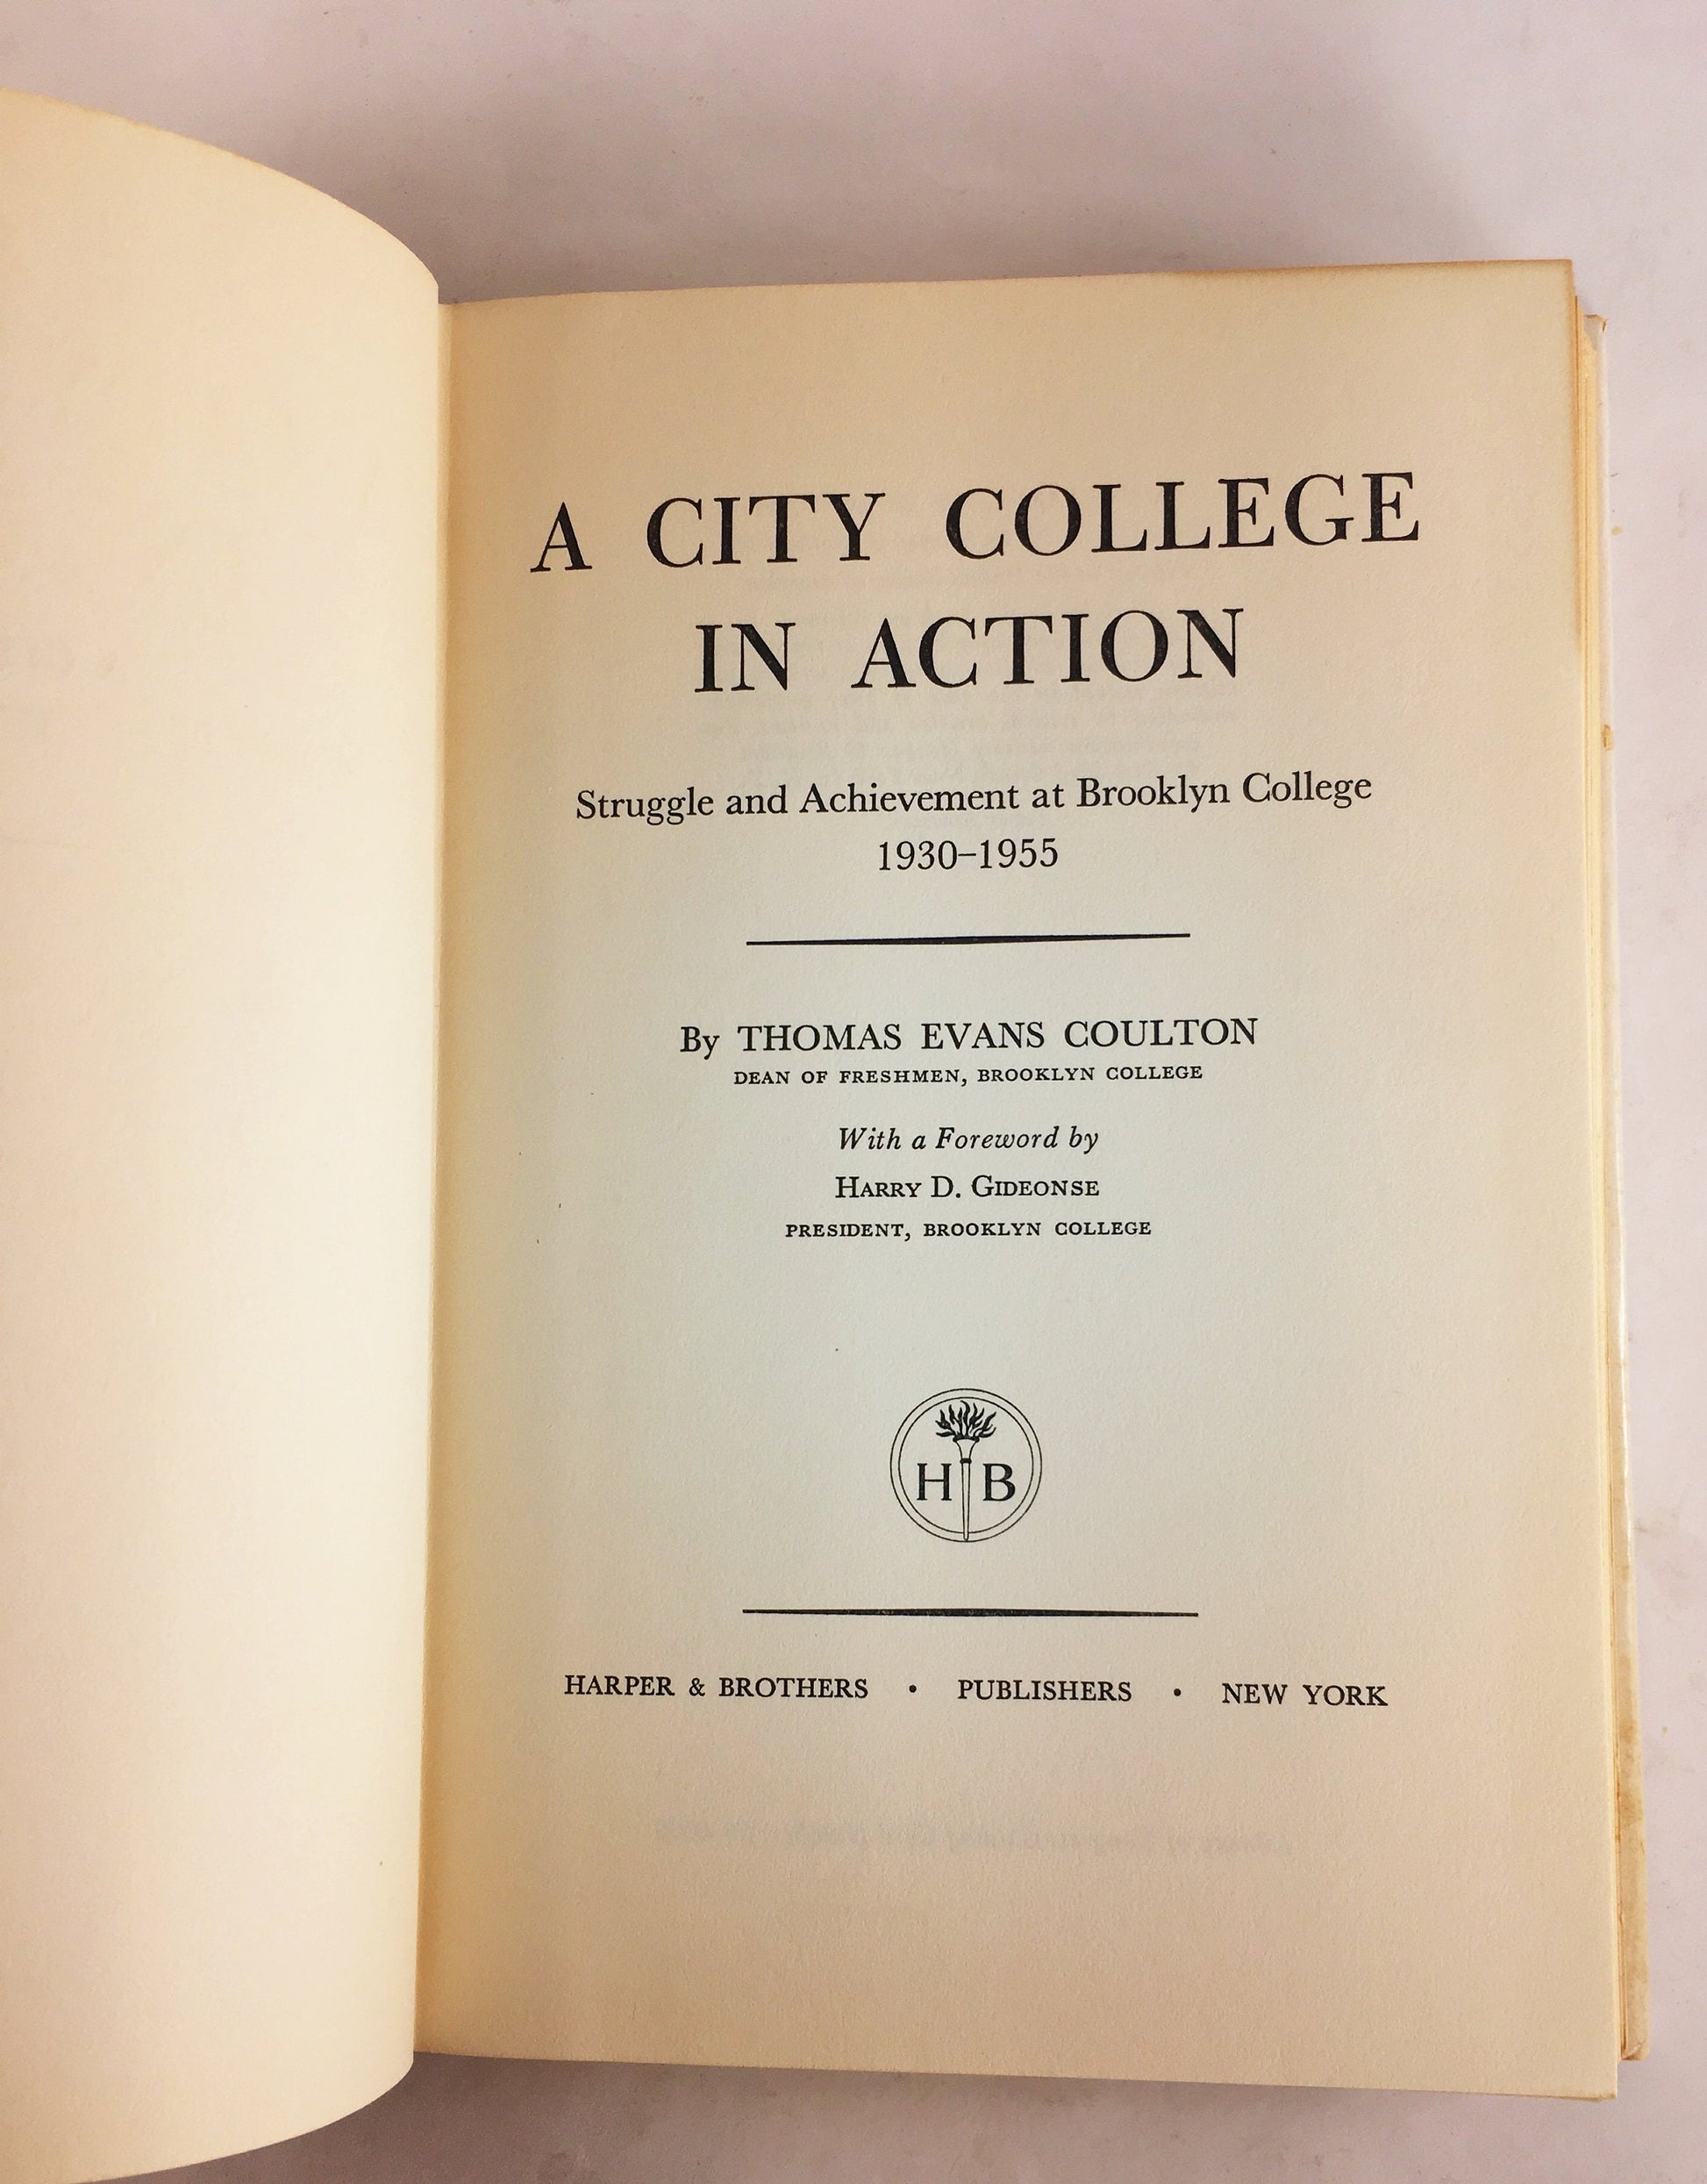 A CITY COLLEGE
IN ACTION
Struggle and Achievement at Brooklyn College
1930–1955
By THOMAS EVANS COULTON
DEAN OF FRESHMEN, BROOKLYN COLLEGE
With a Foreword by
HARRY D. GIDEONSE
PRESIDENT, BROOKLYN COLLEGE
H B
HARPER & BROTHERS • PUBLISHERS • NEW YORK